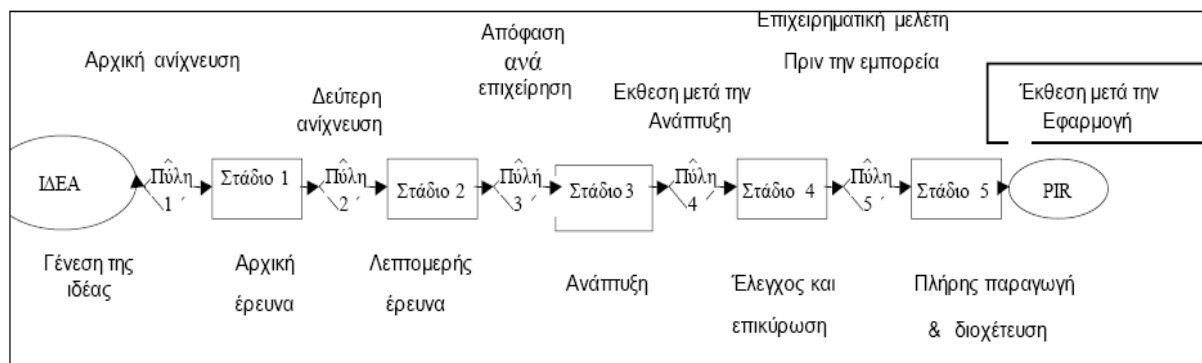 Επιχειρηματική μελέτη
Πριν την εμπορεία
Απόφαση
ανά
επιχείρηση
Αρχική ανίχνευση
Δεύτερη
ανίχνευση
Εκθεση μετά την
Ανάπτυξη
Έκθεση μετά την
Εφαρμογή
ΙΔΕΑ
Πύλη
1
Στάδιο 1
Πύλη
2
Στάδιο 2
Πύλή
3
Στάδιο 3
Πύλη
4
Στάδιο 4
Πύλη
5
Στάδιο 5
PIR
Γένεση της
ιδέας
Αρχική
έρευνα
Λεπτομερής
έρευνα
Ανάπτυξη
Έλεγχος και
επικύρωση
Πλήρης παραγωγή
& διοχέτευση